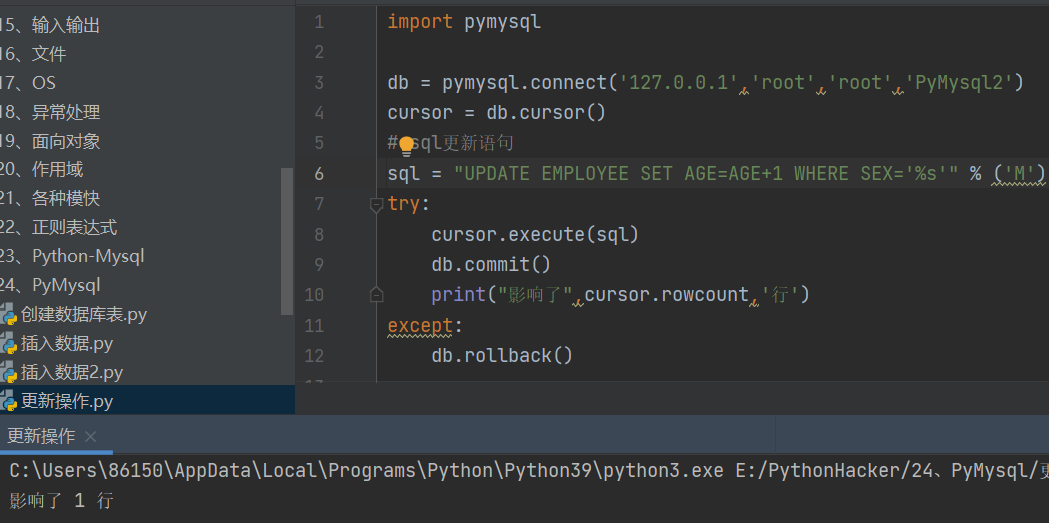 15、输入输出
16、文件
17、OS
18、异常处理
19、面向对象
20、作用域
21、各种模快
22、正则表达式
23、Python-Mysql
24、PyMysql
创建数据库表.py
插入数据.py
插入数据2.py
更新操作.py
1 import pymysql
2
3 db = pymysql.connect('127.0.0.1','root','root','PyMysql2')
4 cursor = db.cursor()
5 # sql更新语句
6 sql = "UPDATE EMPLOYEE SET AGE=AGE+1 WHERE SEX='%s'" % ('M')
7 try:
8 cursor.execute(sql)
9 db.commit()
10 print("影响了",cursor.rowcount,'行')
11 except:
12 db.rollback()
更新操作
C:\Users\86150\AppData\Local\Programs\Python\Python39\python3.exe E:/PythonHacker/24、PyMysql/更
影响了 1 行